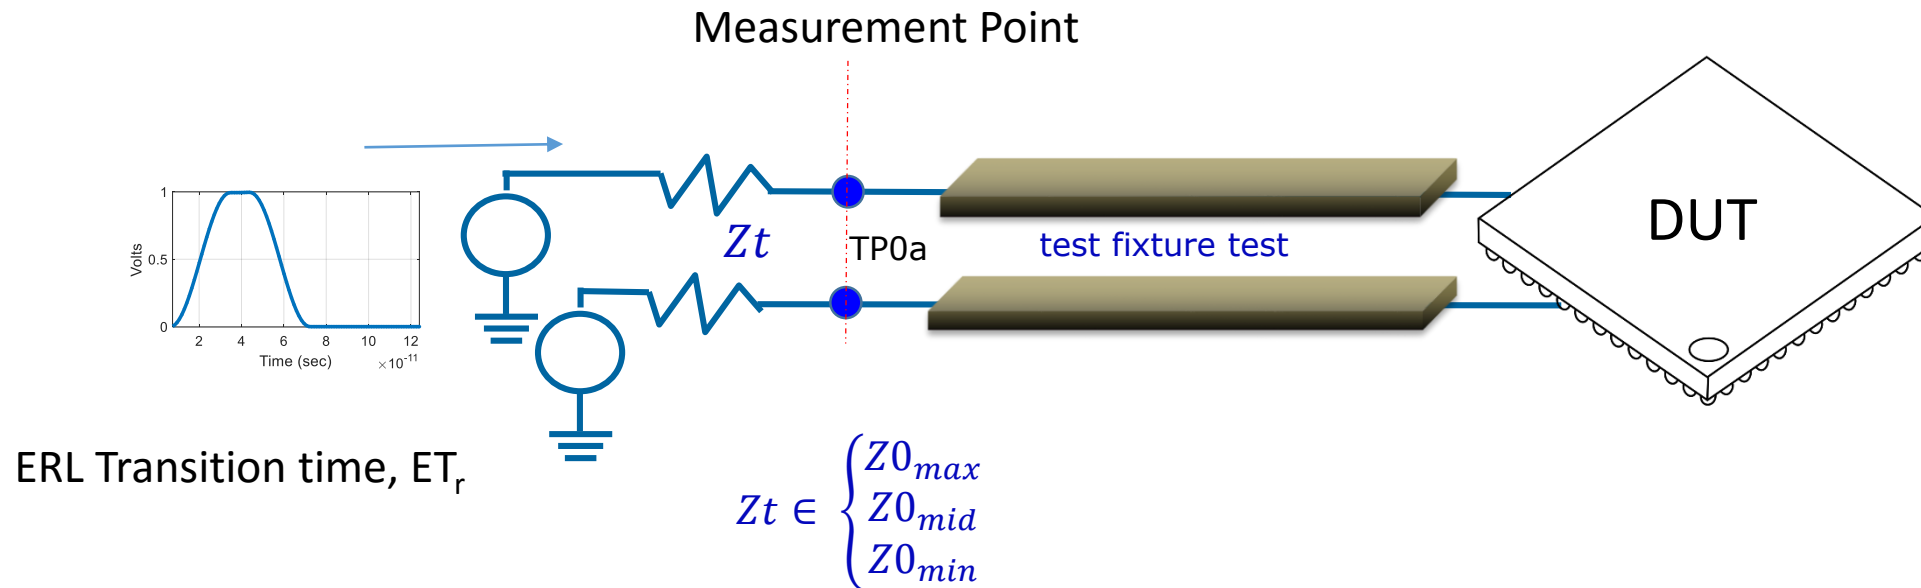 Measurement Point
Volts
1
0.5
0
2 4 6 8 10 12
Time (sec)
×10⁻¹¹
Zt
TP0a
test fixture test
DUT
ERL Transition time, ETᵣ
Zt ∈ { Z0ₘₐₓ
Z0ₘᵢd
Z0ₘᵢₙ